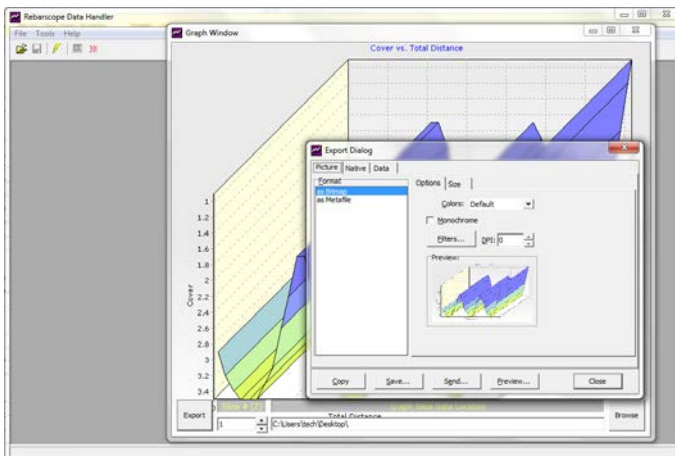 Rebarscope Data Handler
File Tools Help
Graph Window
Cover vs. Total Distance
Export Dialog
Picture Native Data
Format
as Bitmap
as Metafile
Options Size
Colors: Default
Monochrome
Filters... DPI: 0
Preview:
Copy Save... Send... Preview... Close
1
1.2
1.4
1.6
1.8
2
2.2
2.4
2.6
2.8
3
3.2
3.4
Cover
Total Distance
Export
1 C:\Users\tech\Desktop\
Browse